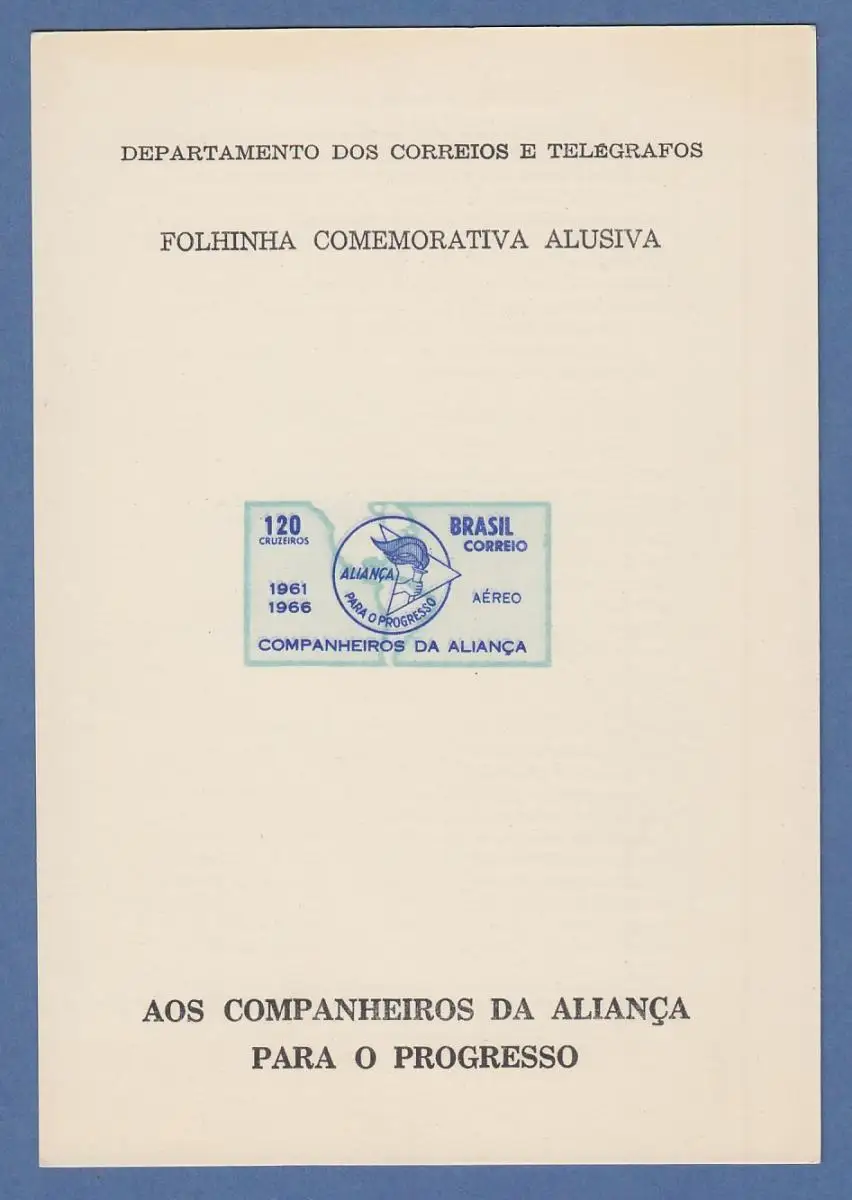 DEPARTAMENTO DOS CORREIOS E TELÉGRAFOS
FOLHINHA COMEMORATIVA ALUSIVA
120
CRUZEIROS
BRASIL
CORREIO
ALIANÇA
PARA O PROGRESSO
1961
1966
AÉREO
COMPANHEIROS DA ALIANÇA
AOS COMPANHEIROS DA ALIANÇA
PARA O PROGRESSO